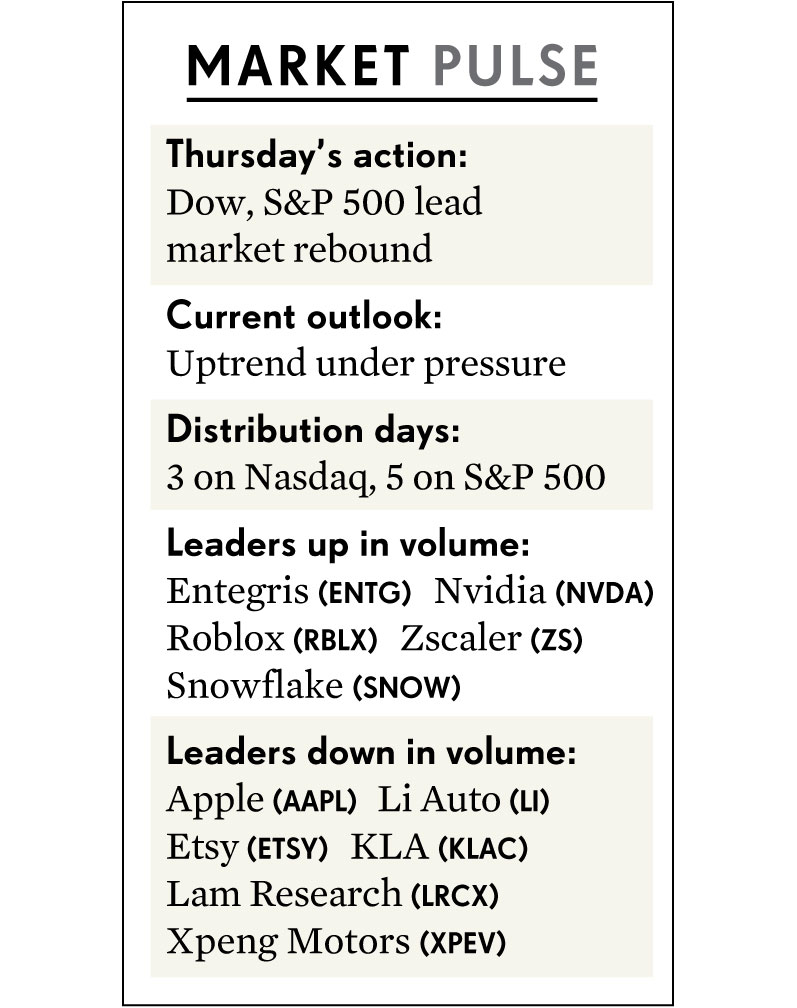 MARKET PULSE
Thursday's action:
Dow, S&P 500 lead
market rebound
Current outlook:
Uptrend under pressure
Distribution days:
3 on Nasdaq, 5 on S&P 500
Leaders up in volume:
Entegris (ENTG) Nvidia (NVDA)
Roblox (RBLX) Zscaler (ZS)
Snowflake (SNOW)
Leaders down in volume:
Apple (AAPL) Li Auto (LI)
Etsy (ETSY) KLA (KLAC)
Lam Research (LRCX)
Xpeng Motors (XPEV)